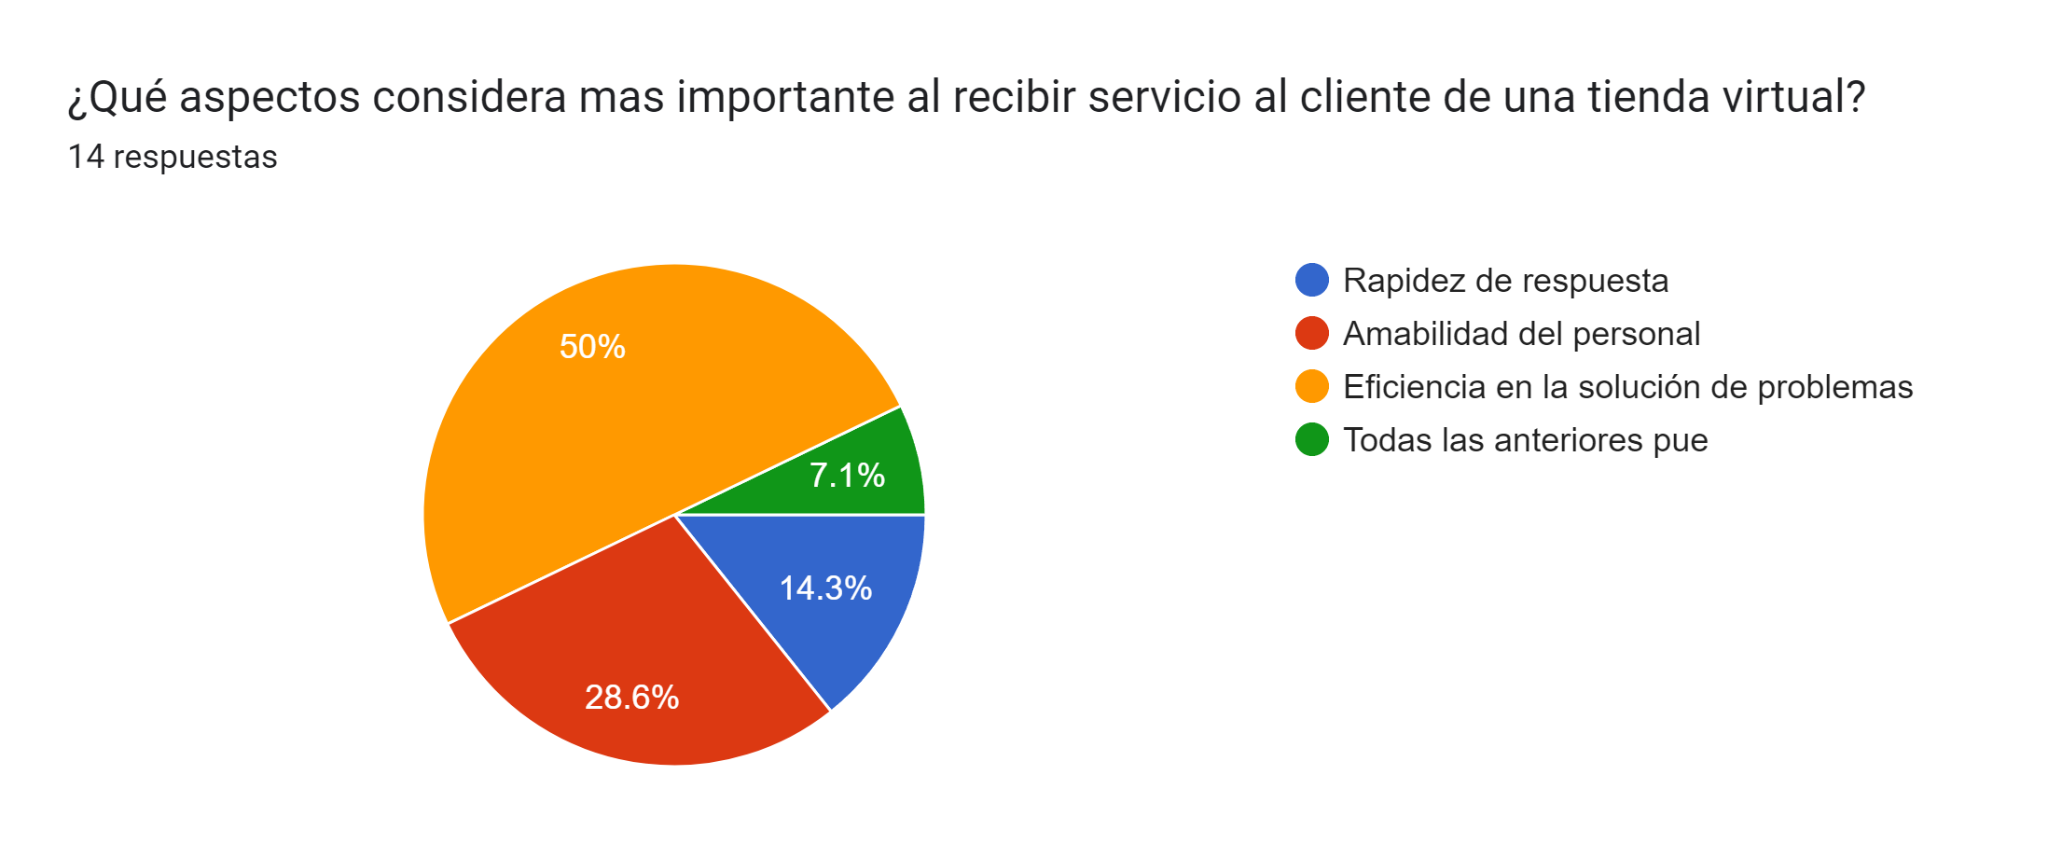 ¿Qué aspectos considera mas importante al recibir servicio al cliente de una tienda virtual?
14 respuestas
50%
7.1%
14.3%
28.6%
Rapidez de respuesta
Amabilidad del personal
Eficiencia en la solución de problemas
Todas las anteriores pue